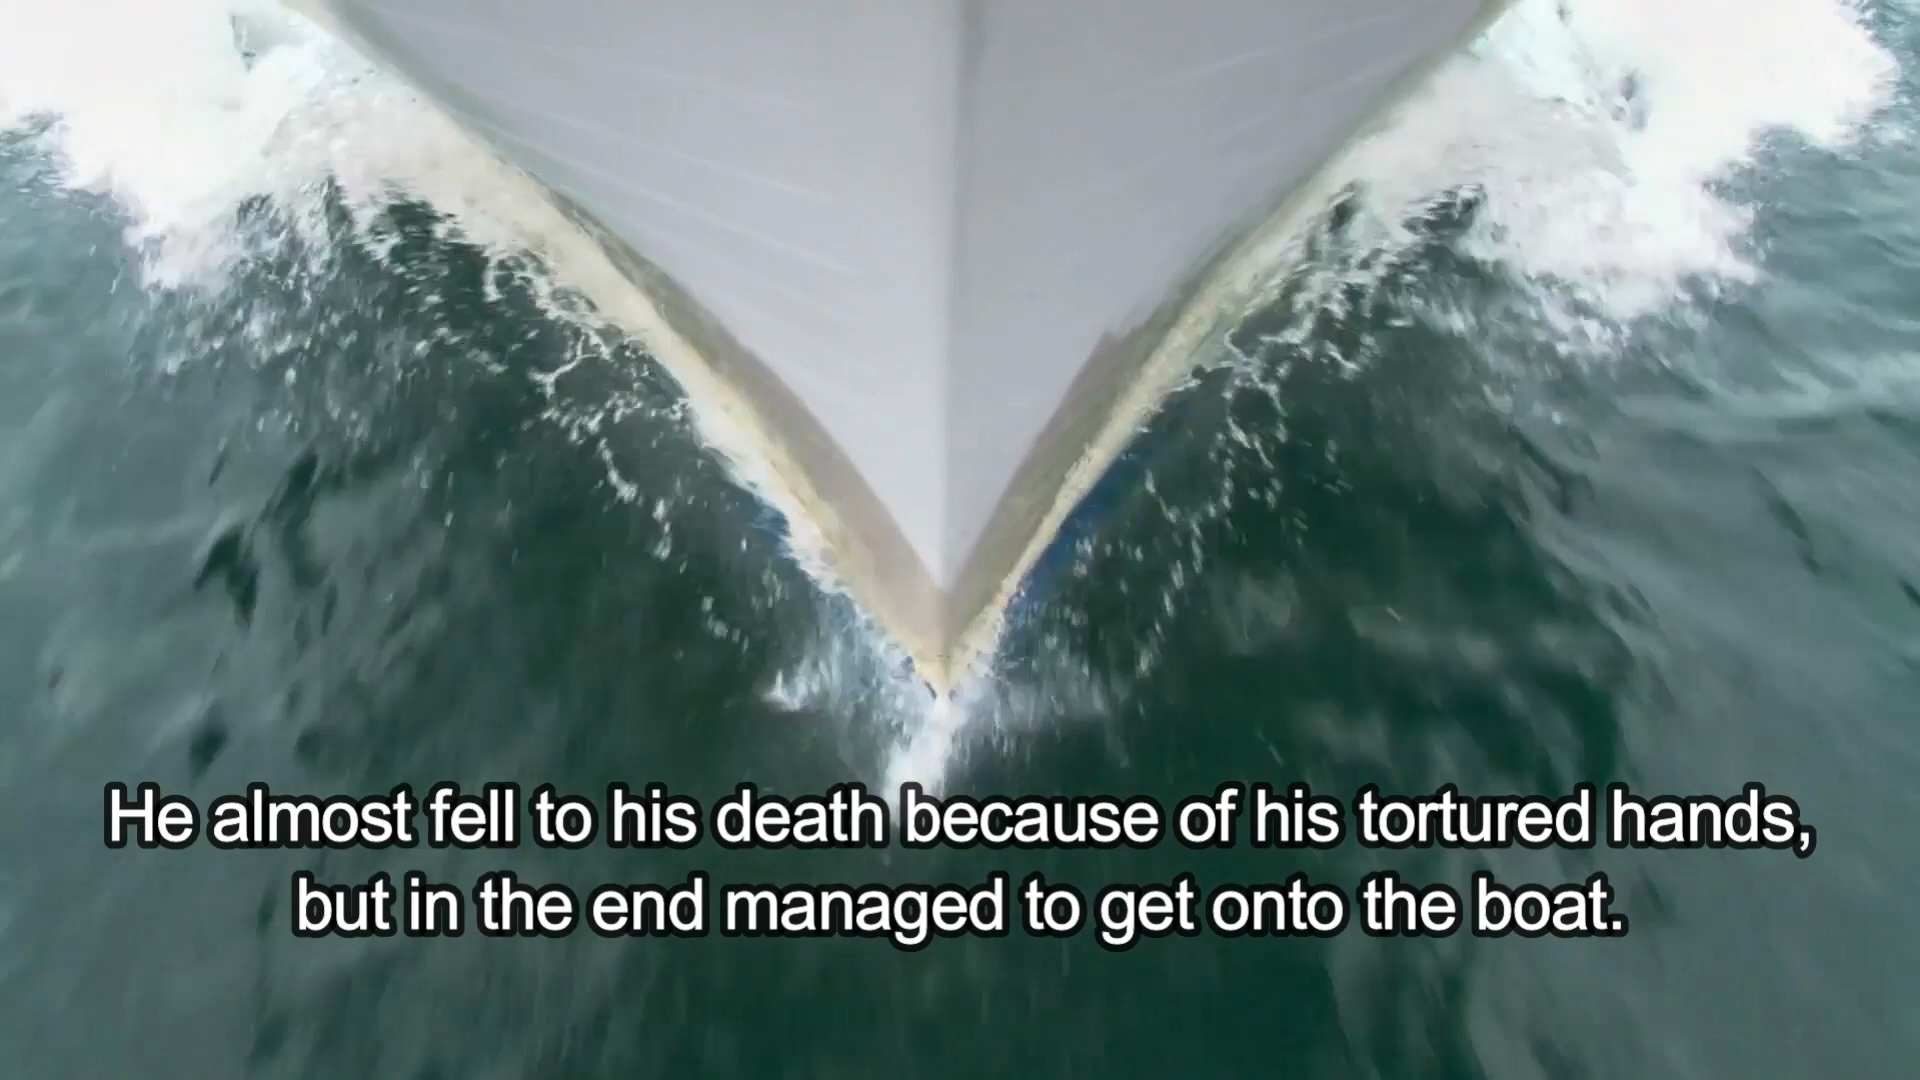 He almost fell to his death because of his tortured hands,
but in the end managed to get onto the boat.